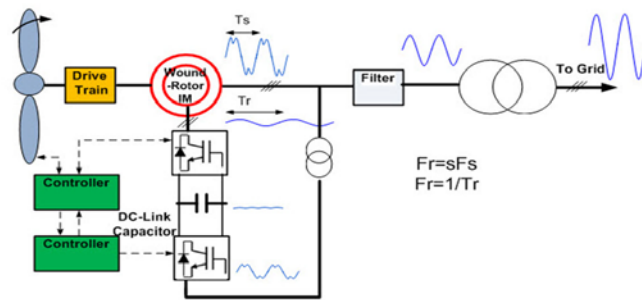 Ts
Drive
Train
Wound
-Rotor
IM
Tr
Filter
To Grid
Fr=sFs
Fr=1/Tr
Controller
DC-Link
Capacitor
Controller